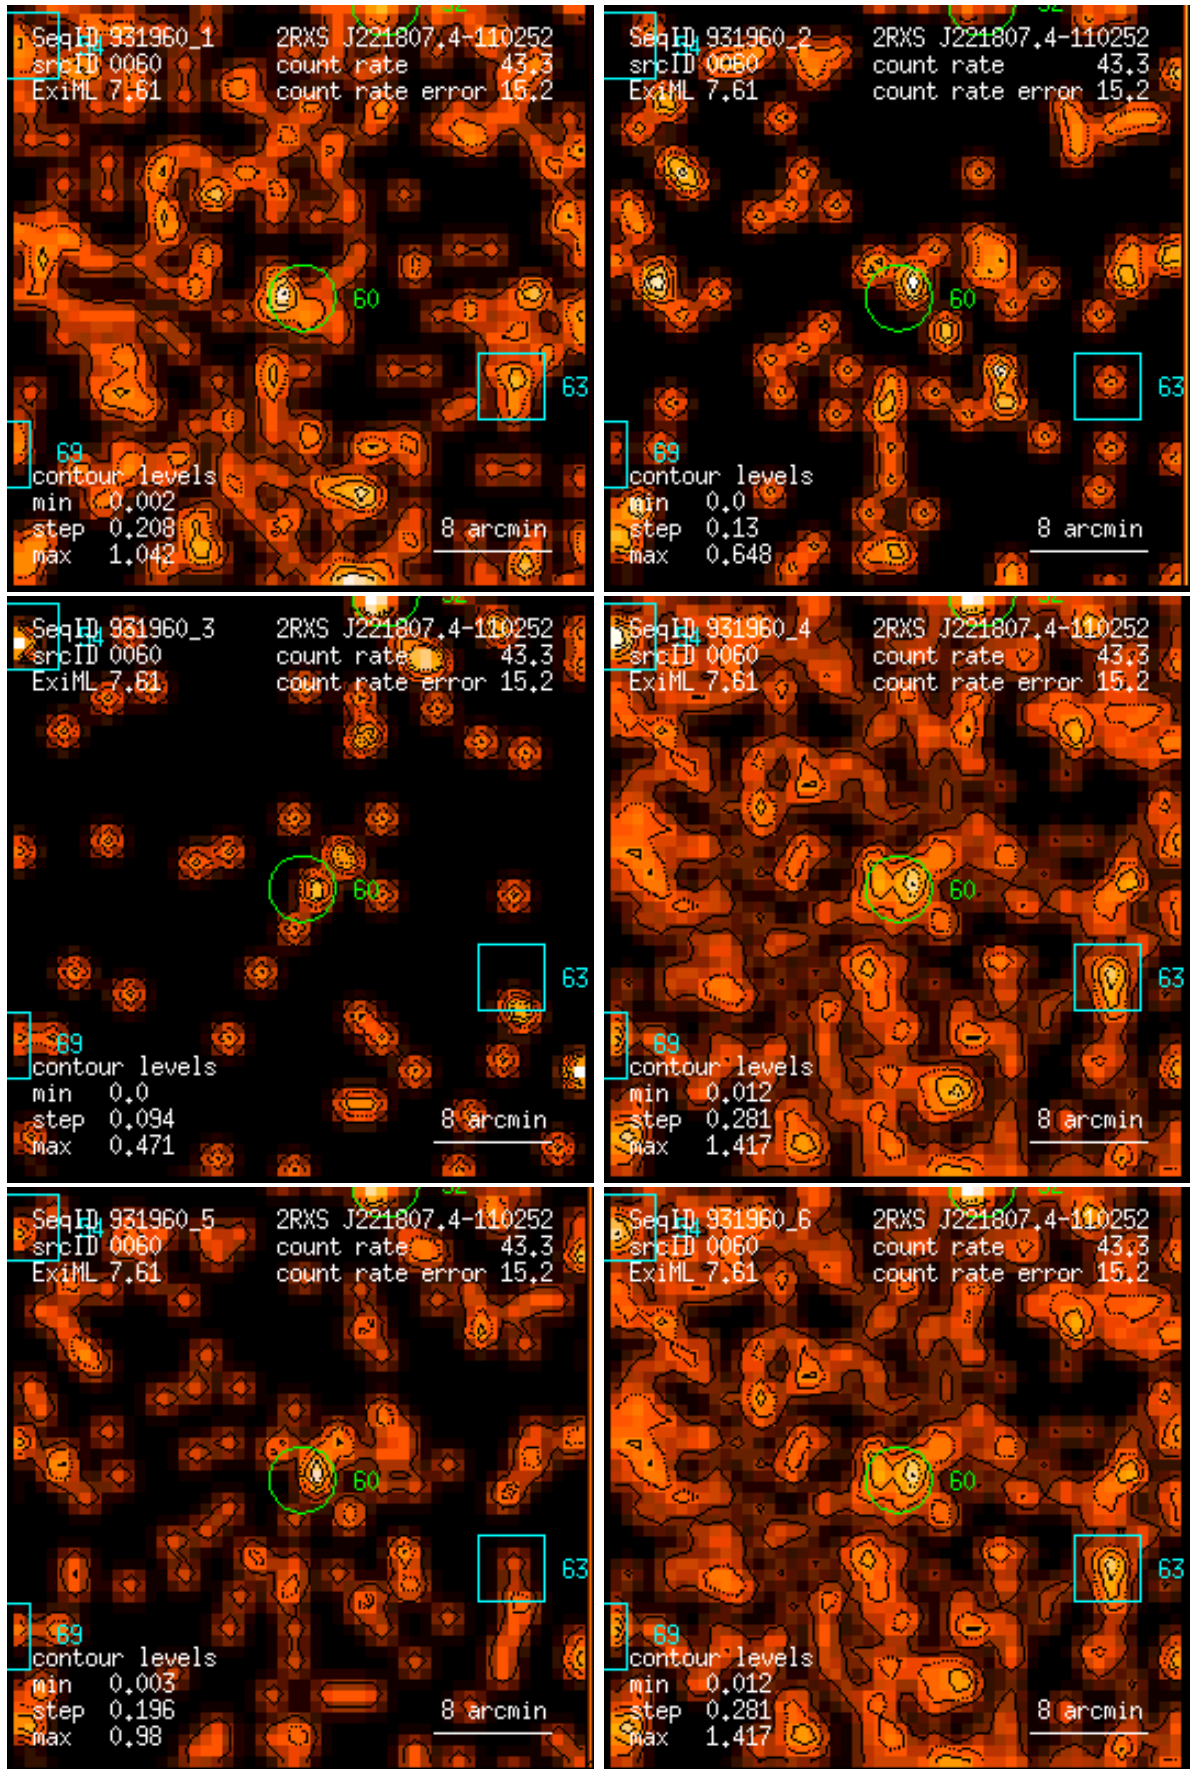 52
SeqID 931960_1 2RXS J221807.4-110252
srcID 0060 count rate 43.3
ExiML 7.61 count rate error 15.2
60
63
69
contour levels
min 0.002
step 0.208 8 arcmin
max 1.042
52
SeqID 931960_2 2RXS J221807.4-110252
srcID 0060 count rate 43.3
ExiML 7.61 count rate error 15.2
60
63
69
contour levels
min 0.0
step 0.13 8 arcmin
max 0.648
52
SeqID 931960_3 2RXS J221807.4-110252
srcID 0060 count rate 43.3
ExiML 7.61 count rate error 15.2
60
63
69
contour levels
min 0.0
step 0.094 8 arcmin
max 0.471
52
SeqID 931960_4 2RXS J221807.4-110252
srcID 0060 count rate 43.3
ExiML 7.61 count rate error 15.2
60
63
69
contour levels
min 0.012
step 0.281 8 arcmin
max 1.417
52
SeqID 931960_5 2RXS J221807.4-110252
srcID 0060 count rate 43.3
ExiML 7.61 count rate error 15.2
60
63
69
contour levels
min 0.003
step 0.196 8 arcmin
max 0.98
52
SeqID 931960_6 2RXS J221807.4-110252
srcID 0060 count rate 43.3
ExiML 7.61 count rate error 15.2
60
63
69
contour levels
min 0.012
step 0.281 8 arcmin
max 1.417